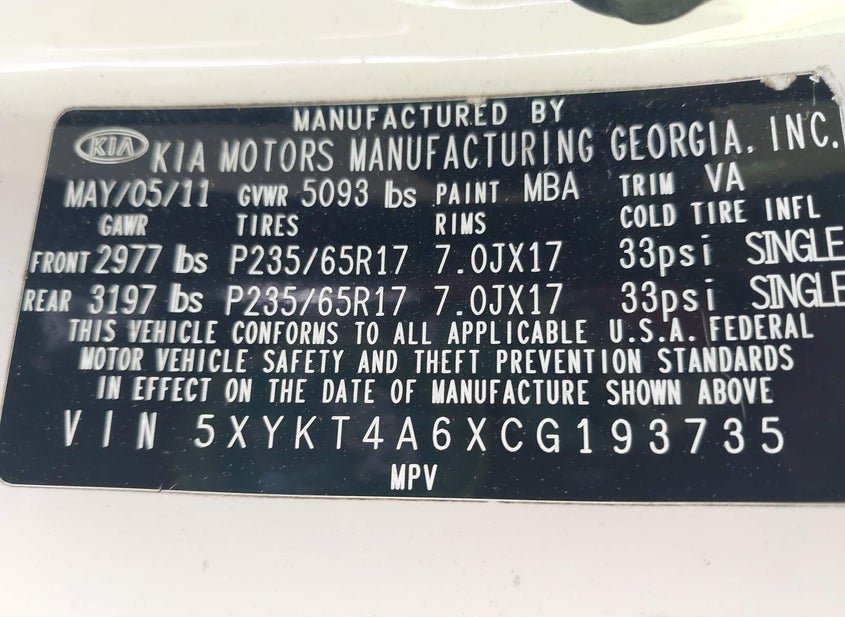 MANUFACTURED BY
KIA KIA MOTORS MANUFACTURING GEORGIA, INC.
MAY/05/11 GVWR 5093 lbs PAINT MBA TRIM VA
GAWR TIRES RIMS COLD TIRE INFL
FRONT 2977 lbs P235/65R17 7.0JX17 33psi SINGLE
REAR 3197 lbs P235/65R17 7.0JX17 33psi SINGLE
THIS VEHICLE CONFORMS TO ALL APPLICABLE U.S.A. FEDERAL
MOTOR VEHICLE SAFETY AND THEFT PREVENTION STANDARDS
IN EFFECT ON THE DATE OF MANUFACTURE SHOWN ABOVE
VIN 5XYKT4A6XCG193735
MPV